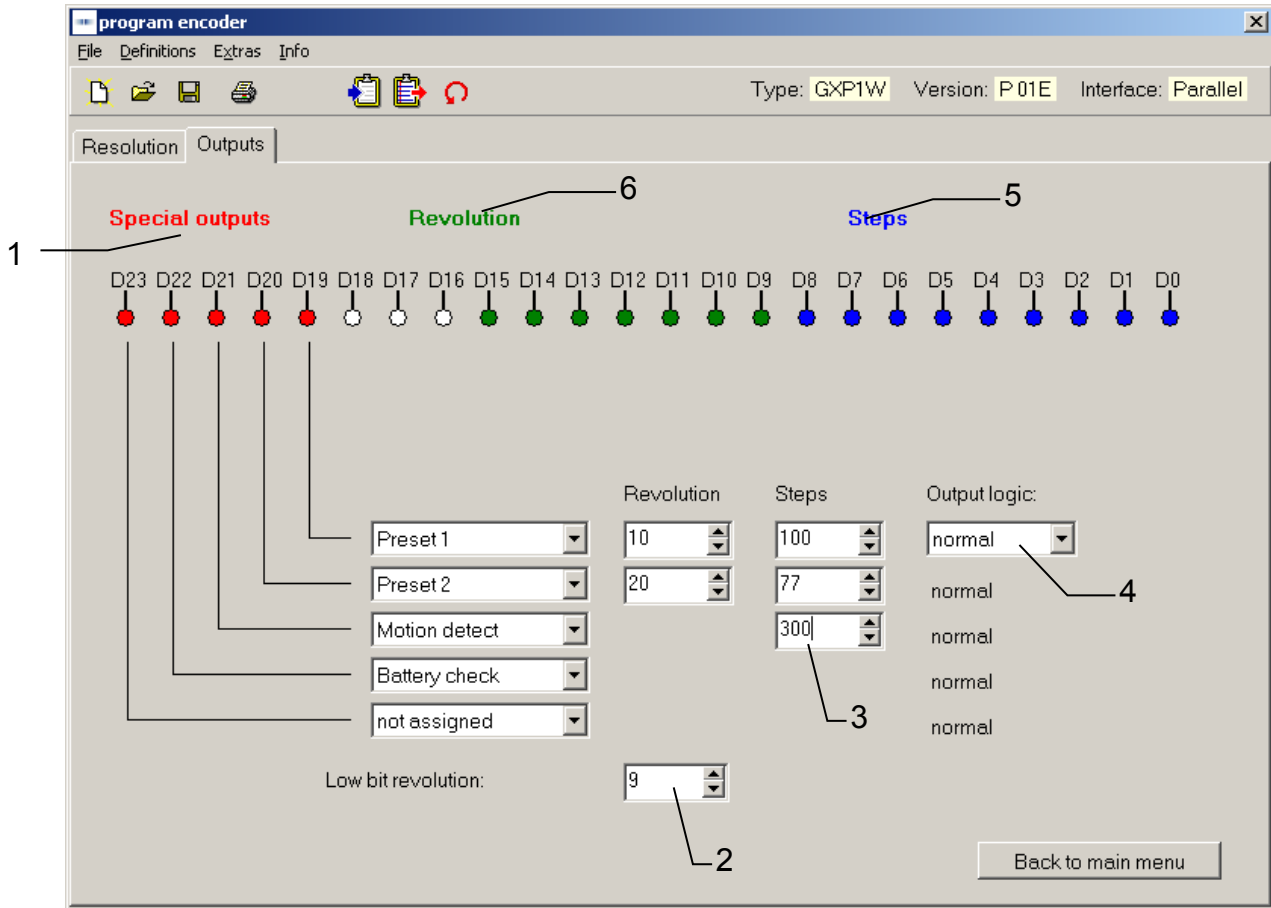 program encoder
File Definitions Extras Info
Type: GXP1W Version: P 01E Interface: Parallel
Resolution Outputs
6
5
Special outputs Revolution Steps
1
D23 D22 D21 D20 D19 D18 D17 D16 D15 D14 D13 D12 D11 D10 D9 D8 D7 D6 D5 D4 D3 D2 D1 D0
Revolution Steps Output logic:
Preset 1 10 100 normal
Preset 2 20 77 normal
4
Motion detect 300 normal
Battery check normal
3
not assigned normal
Low bit revolution: 9
2
Back to main menu